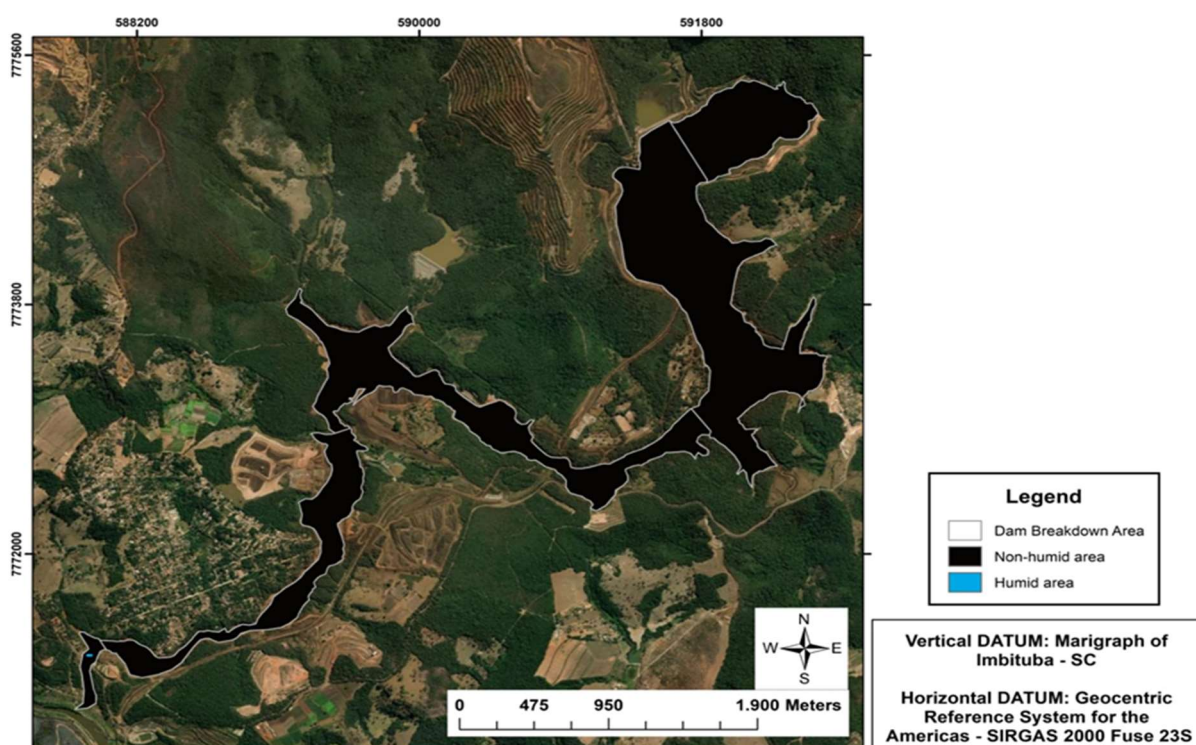 588200
590000
591800
7775600
7773800
7772000
N
W E
S
0 475 950 1.900 Meters
Legend
Dam Breakdown Area
Non-humid area
Humid area
Vertical DATUM: Marigraph of
Imbituba - SC
Horizontal DATUM: Geocentric
Reference System for the
Americas - SIRGAS 2000 Fuse 23S